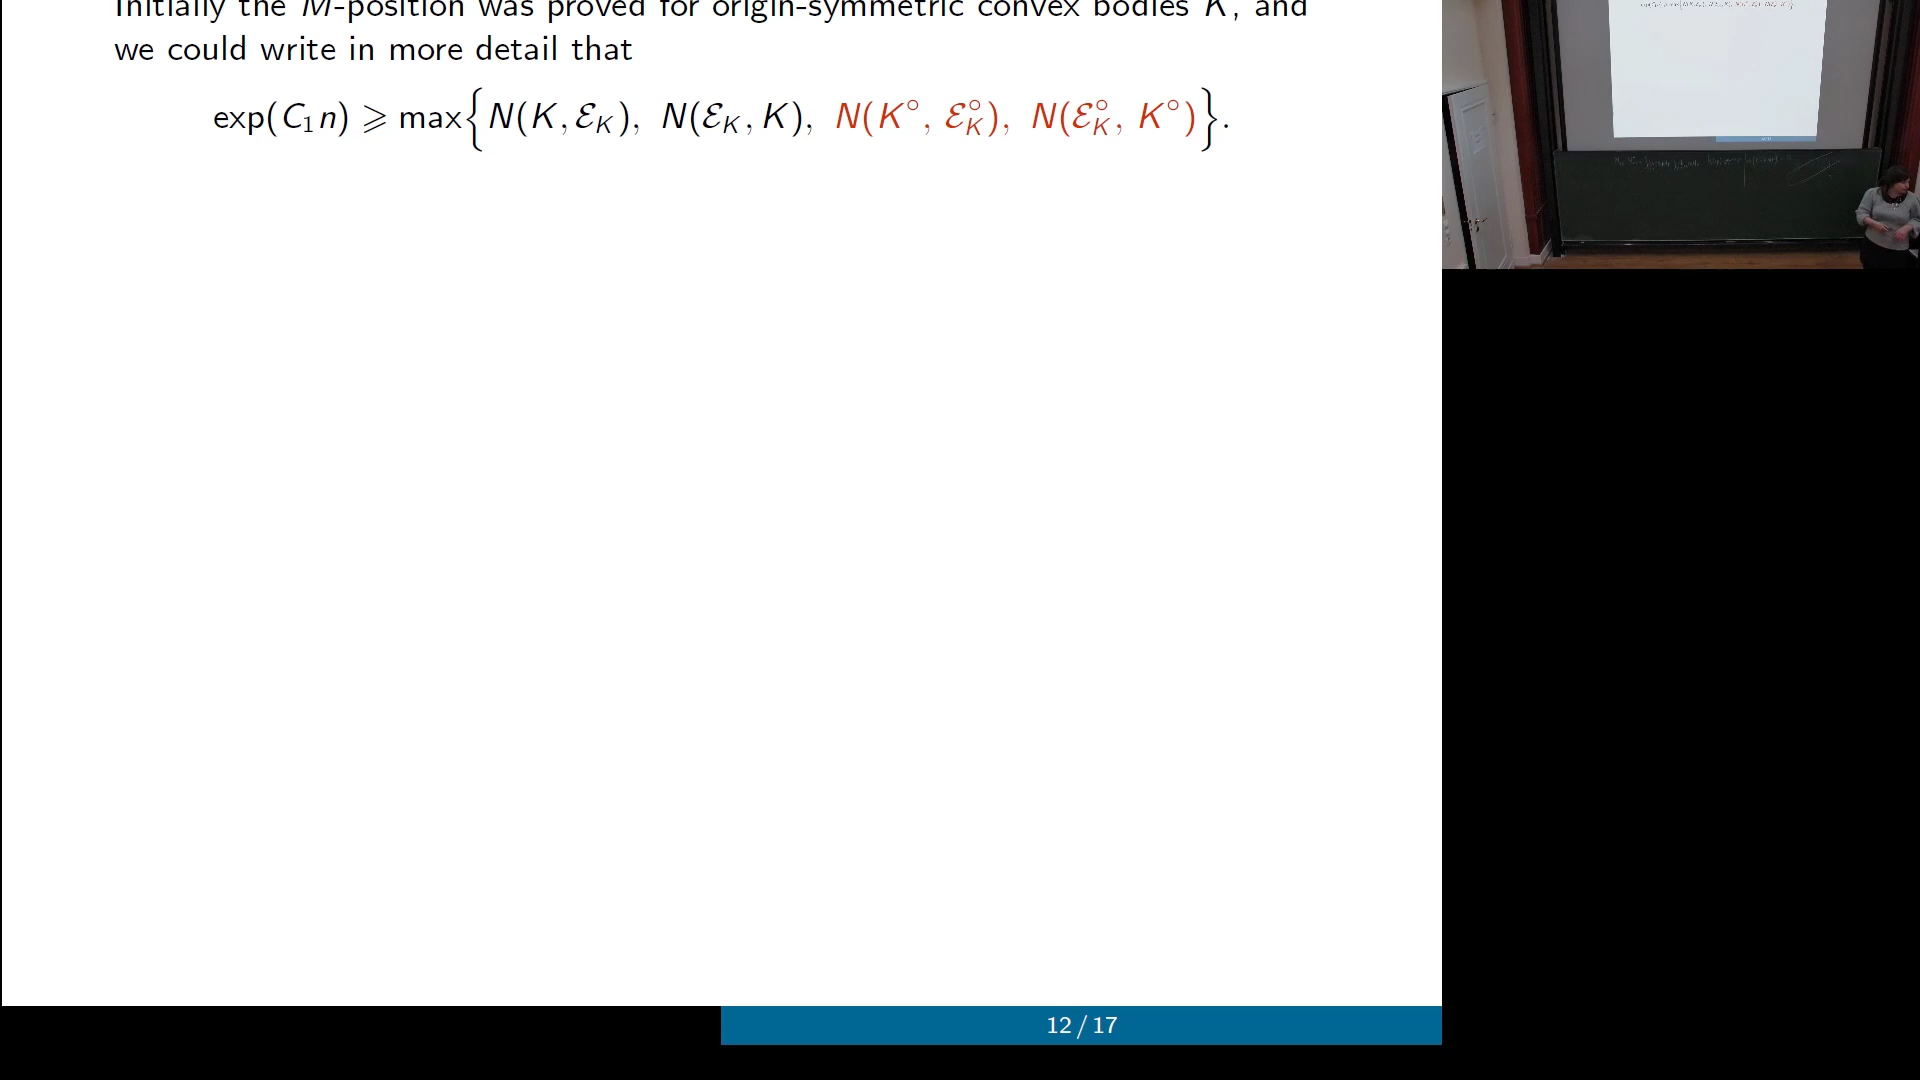 Initially the M-position was proved for origin-symmetric convex bodies K, and
we could write in more detail that
exp(C₁n) ⩾ max{N(K, ℰ_K), N(ℰ_K, K), N(K°, ℰ_K°), N(ℰ_K°, K°)}.
12 / 17